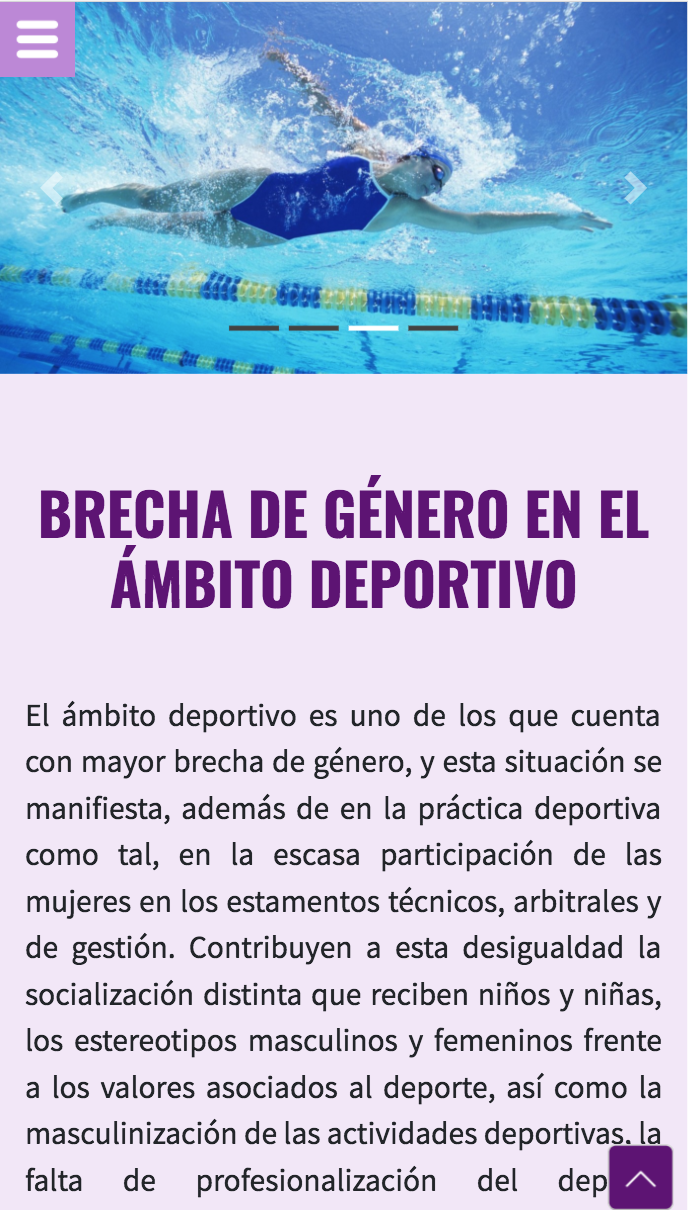 BRECHA DE GÉNERO EN EL
ÁMBITO DEPORTIVO
El ámbito deportivo es uno de los que cuenta
con mayor brecha de género, y esta situación se
manifiesta, además de en la práctica deportiva
como tal, en la escasa participación de las
mujeres en los estamentos técnicos, arbitrales y
de gestión. Contribuyen a esta desigualdad la
socialización distinta que reciben niños y niñas,
los estereotipos masculinos y femeninos frente
a los valores asociados al deporte, así como la
masculinización de las actividades deportivas, la
falta de profesionalización del